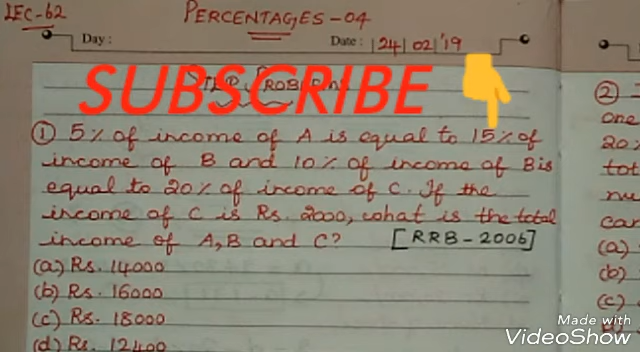 LEC-62
PERCENTAGES-04
Day: Date: 24/02/'19
SUBSCRIBE
① 5% of income of A is equal to 15% of
income of B and 10% of income of B is
equal to 20% of income of C. If the
income of C is Rs. 2000, what is the total
income of A, B and C? [RRB-2006]
(a) Rs. 14000
(b) Rs. 16000
(c) Rs. 18000
(d) Rs. 12400
②
one
20%
(a)
(b)
(c)
Made with
VideoShow